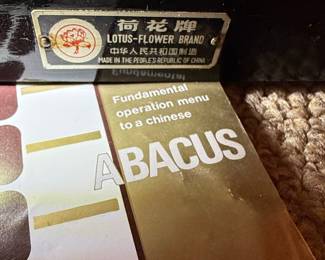 荷花牌
LOTUS-FLOWER BRAND
中华人民共和国制造
MADE IN THE PEOPLE'S REPUBLIC OF CHINA
Fundamental
Fundamental
operation menu
to a chinese
ABACUS